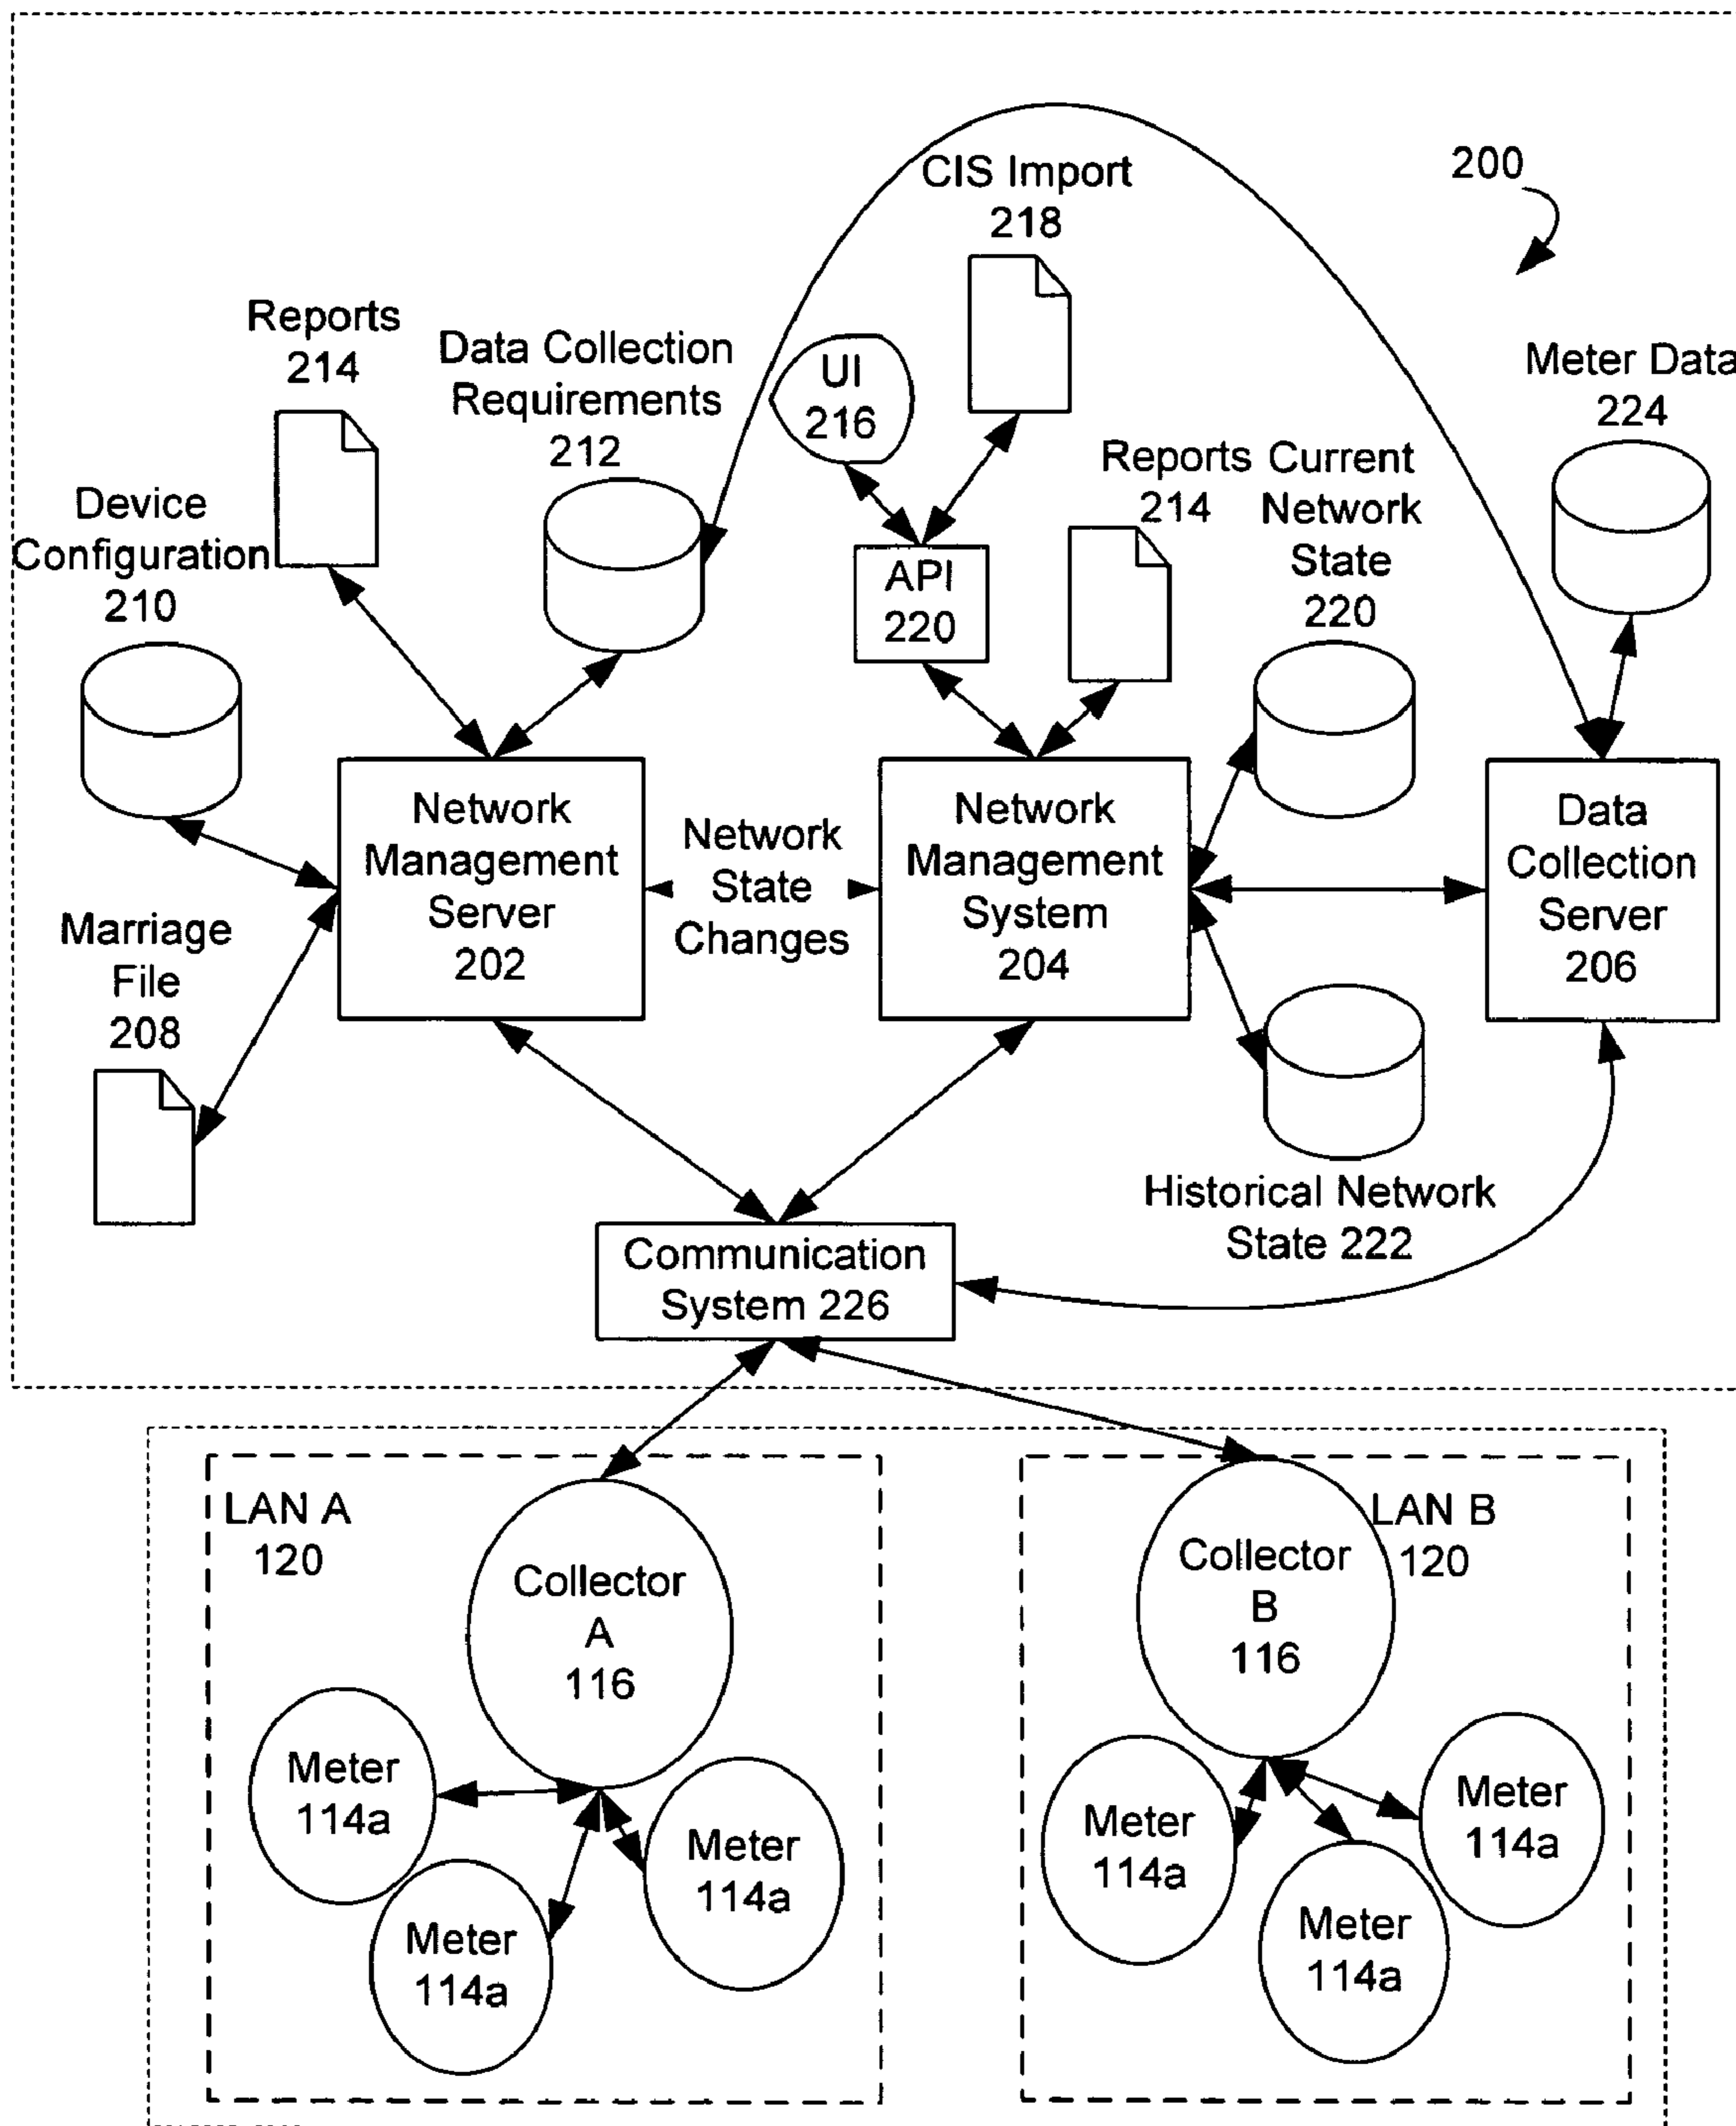 200
CIS Import
218
Reports
214
Data Collection
Requirements
212
UI
216
Meter Data
224
Reports
214
Current
Network
State
220
Device
Configuration
210
API
220
Network
Management
Server
202
Network
State
Changes
Network
Management
System
204
Data
Collection
Server
206
Marriage
File
208
Historical Network
State 222
Communication
System 226
LAN A
120
Collector
A
116
Meter
114a
Meter
114a
Meter
114a
LAN B
120
Collector
B
116
Meter
114a
Meter
114a
Meter
114a